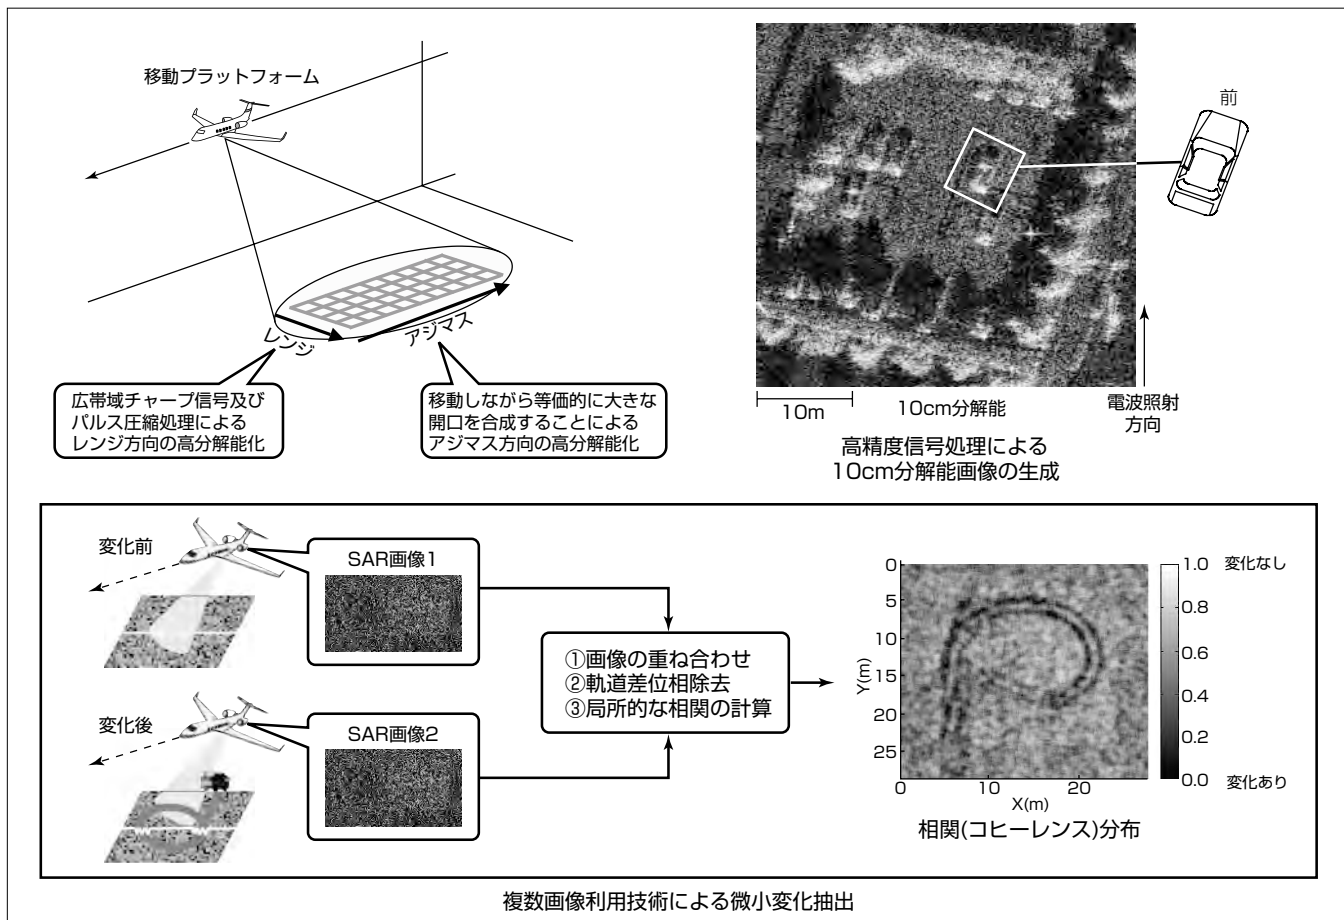 移動プラットフォーム
レンジ
アジマス
広帯域チャープ信号及び
パルス圧縮処理による
レンジ方向の高分解能化
移動しながら等価的に大きな
開口を合成することによる
アジマス方向の高分解能化
前
10m
10cm分解能
電波照射
方向
高精度信号処理による
10cm分解能画像の生成
変化前
SAR画像1
変化後
SAR画像2
①画像の重ね合わせ
②軌道差位相除去
③局所的な相関の計算
0
5
10
15
20
25
Y(m)
0
10
20
X(m)
1.0 変化なし
0.8
0.6
0.4
0.2
0.0 変化あり
相関(コヒーレンス)分布
複数画像利用技術による微小変化抽出